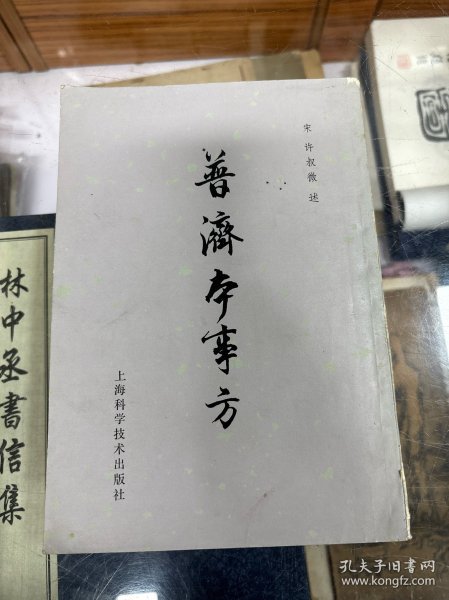 宋 许叔微 述
普濟本事方
上海科学技术出版社
林中丞書信集
孔夫子旧书网
www.kongfz.com